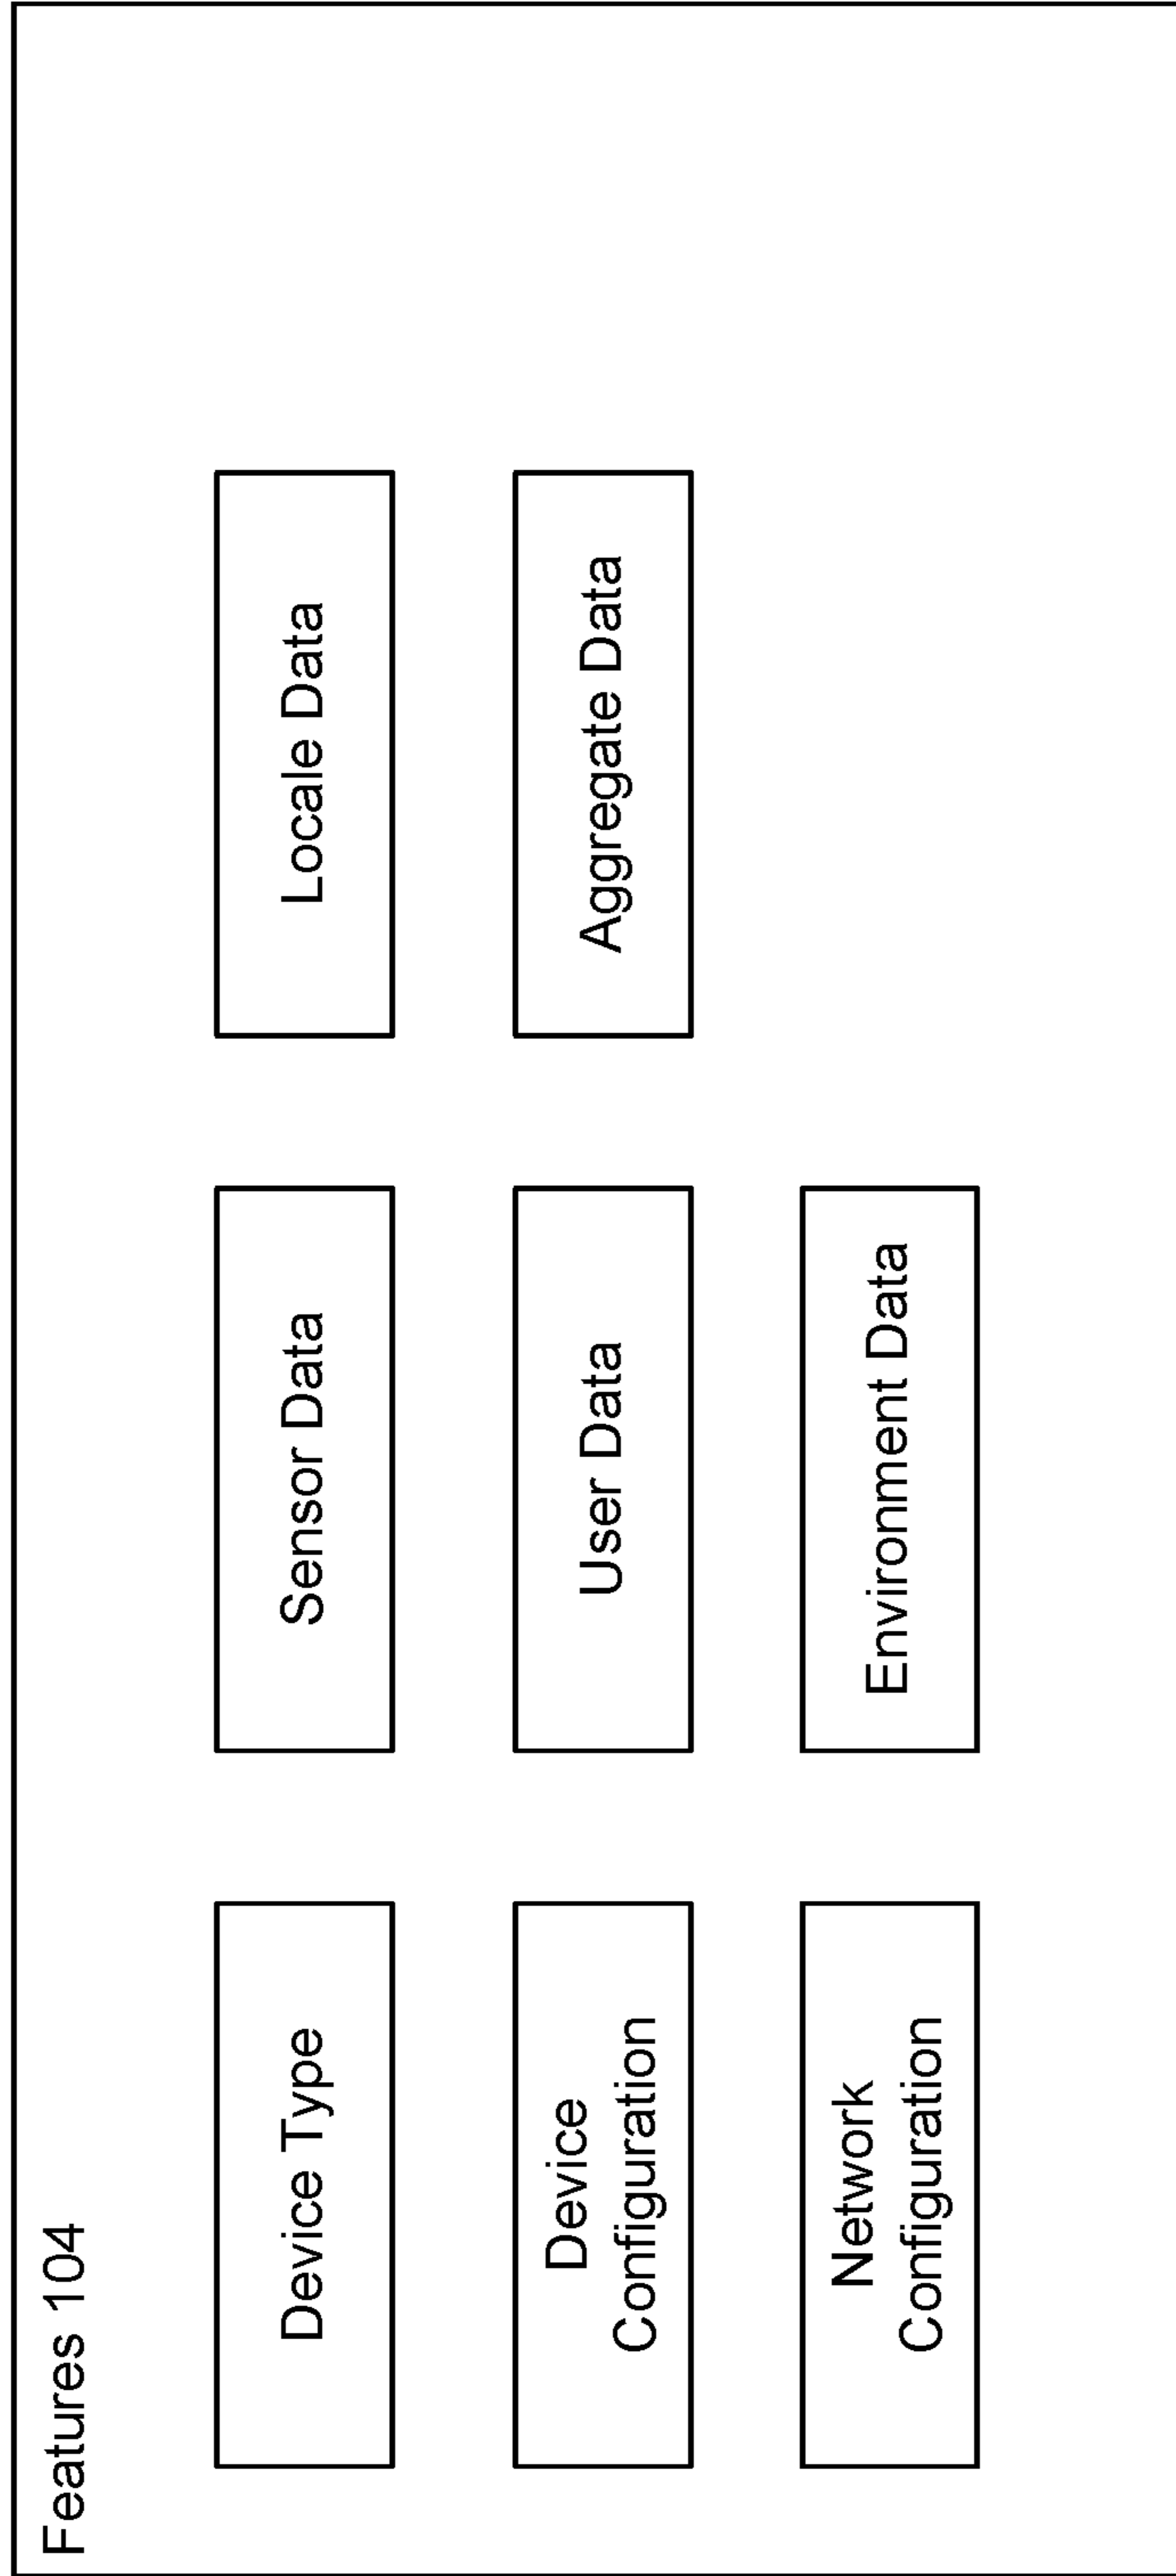 Features 104
Device Type
Sensor Data
Locale Data
Device
Configuration
User Data
Aggregate Data
Network
Configuration
Environment Data